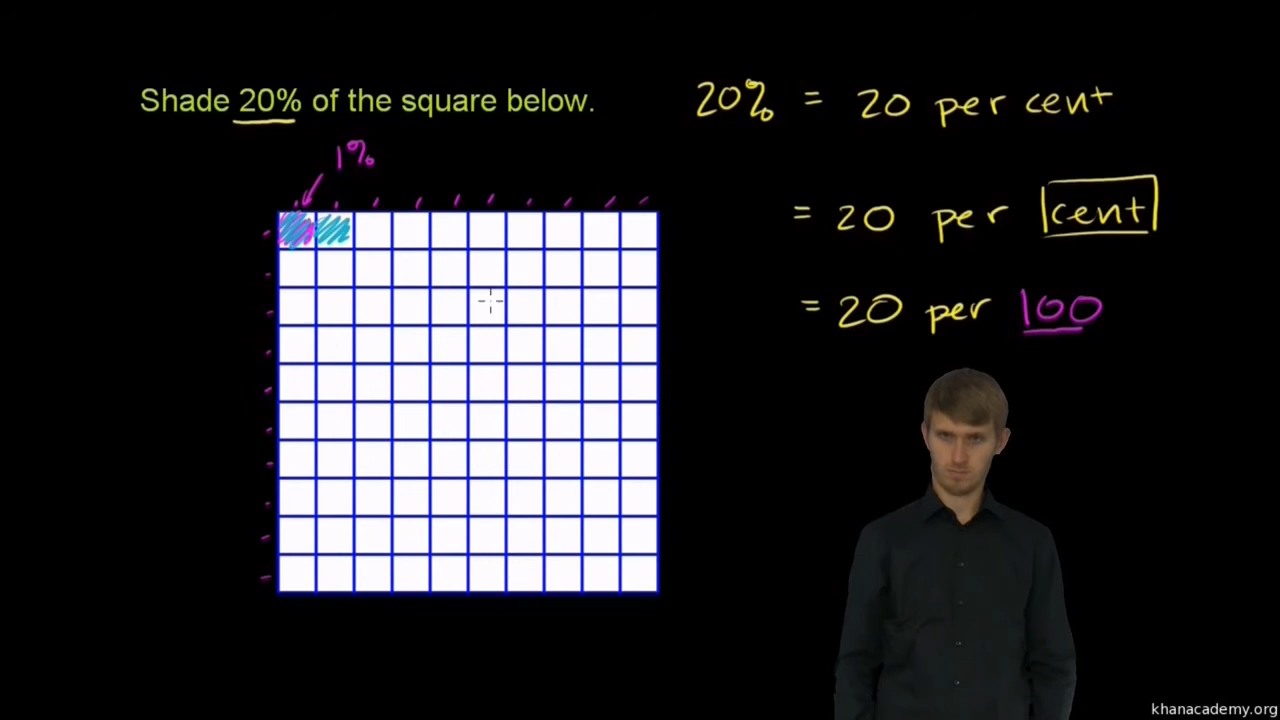 Shade 20% of the square below.
20% = 20 per cent
1%
= 20 per cent
= 20 per 100
khanacademy.org